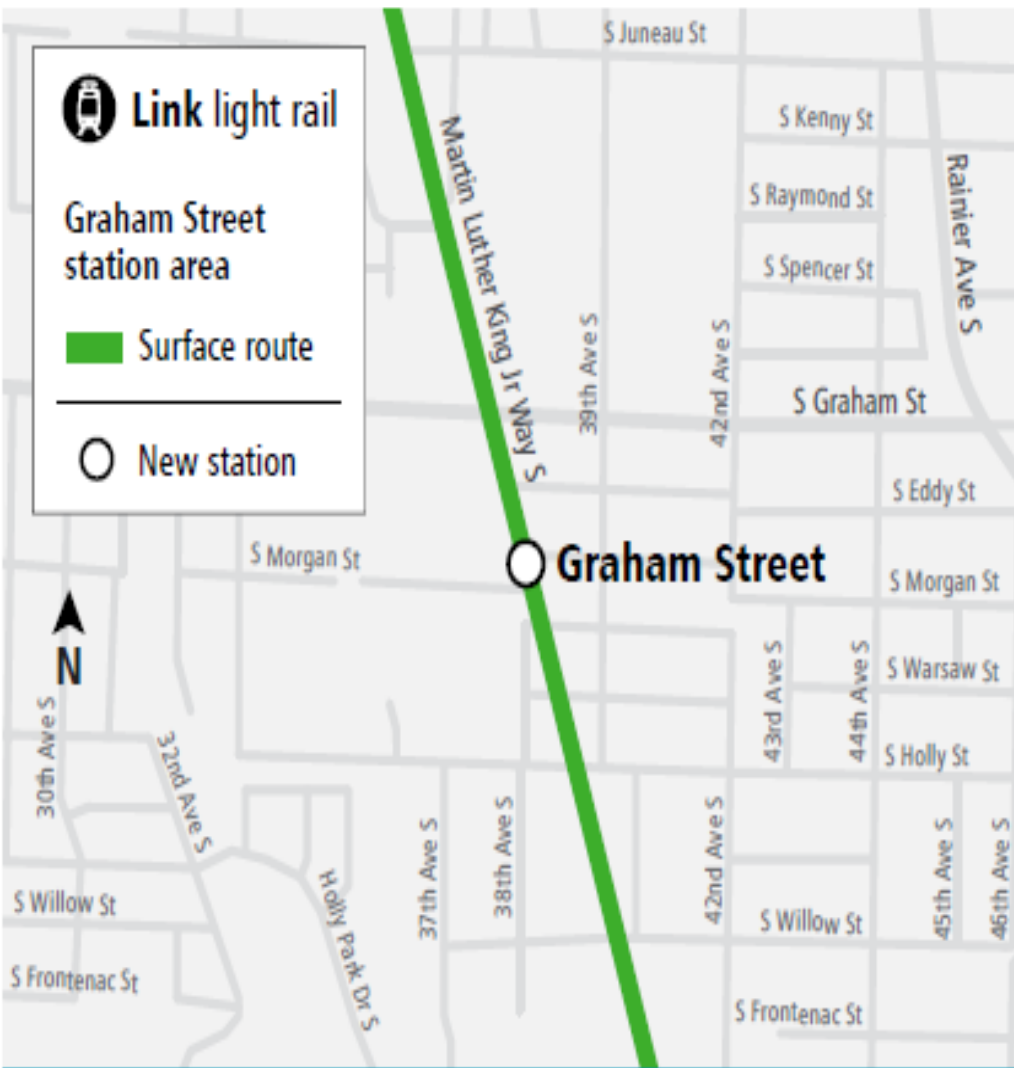 Link light rail
Graham Street
station area
Surface route
New station
N
S Juneau St
S Kenny St
S Raymond St
S Spencer St
Rainier Ave S
Martin Luther King Jr Way S
39th Ave S
42nd Ave S
S Graham St
S Eddy St
S Morgan St
Graham Street
S Morgan St
S Warsaw St
43rd Ave S
44th Ave S
S Holly St
30th Ave S
32nd Ave S
37th Ave S
38th Ave S
42nd Ave S
45th Ave S
46th Ave S
S Willow St
Holly Park Dr S
S Willow St
S Frontenac St
S Frontenac St